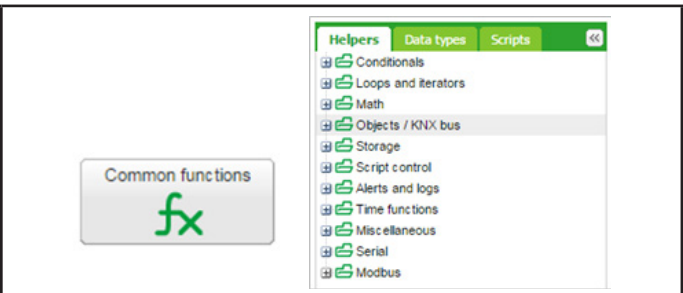 Helpers Data types Scripts
Conditionals
Loops and iterators
Math
Objects / KNX bus
Storage
Script control
Alerts and logs
Time functions
Miscellaneous
Serial
Modbus
Common functions
fx